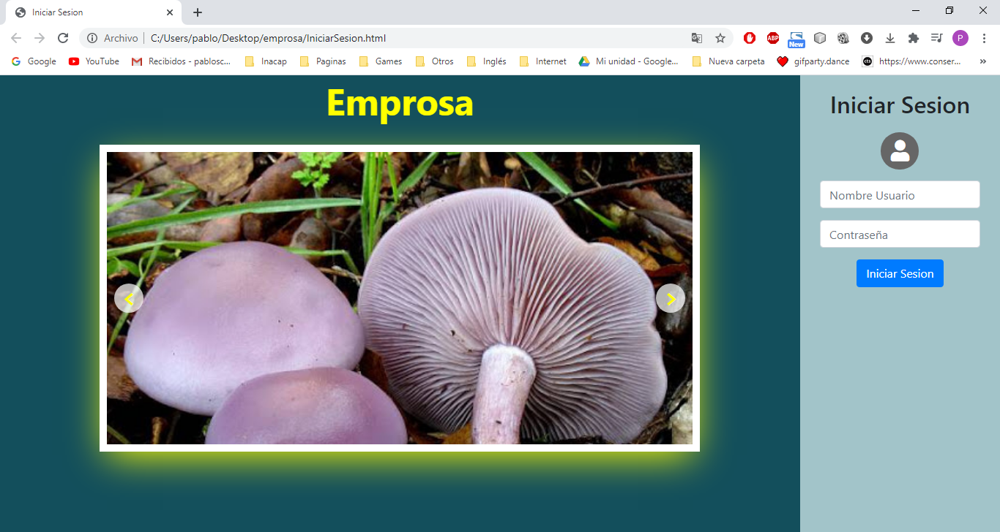 Iniciar Sesion
Archivo
C:/Users/pablo/Desktop/emprosa/IniciarSesion.html
ABP
New
P
Google
YouTube
Recibidos - pablosc...
Inacap
Paginas
Games
Otros
Inglés
Internet
Mi unidad - Google...
Nueva carpeta
gifparty.dance
cts
https://www.conser...
»
Emprosa
Iniciar Sesion
Nombre Usuario
Contraseña
Iniciar Sesion